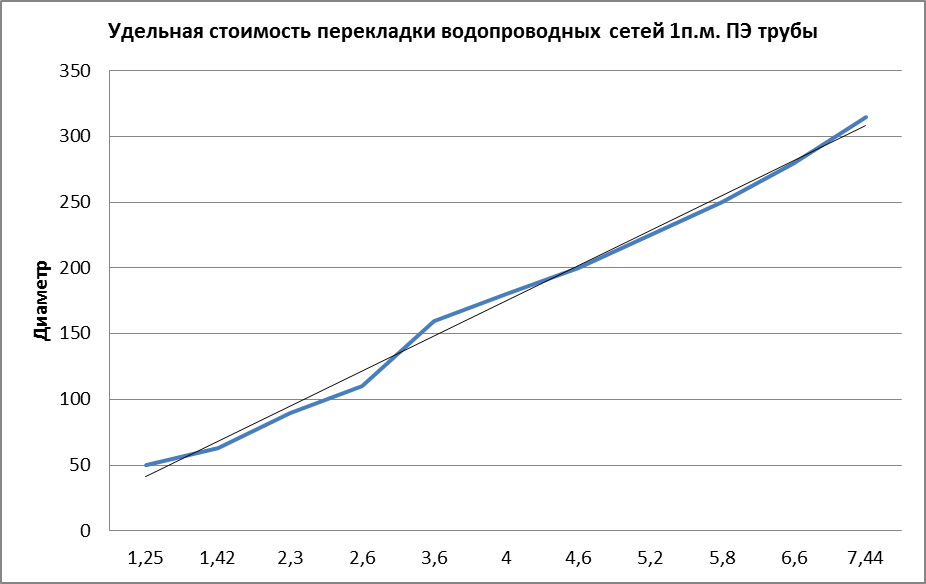 Удельная стоимость перекладки водопроводных сетей 1п.м. ПЭ трубы
350
300
250
200
150
100
50
0
Диаметр
1,25 1,42 2,3 2,6 3,6 4 4,6 5,2 5,8 6,6 7,44